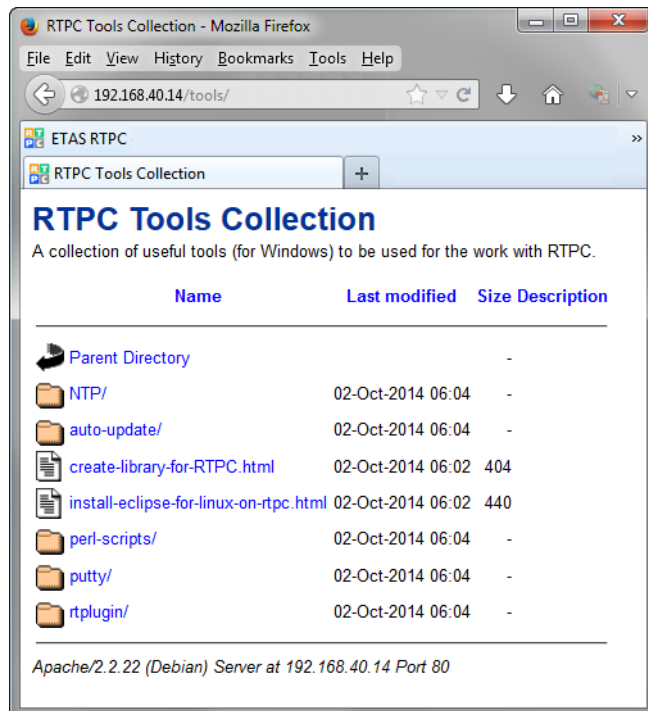 RTPC Tools Collection - Mozilla Firefox
File Edit View History Bookmarks Tools Help
192.168.40.14/tools/
ETAS RTPC »
RTPC Tools Collection +
RTPC Tools Collection
A collection of useful tools (for Windows) to be used for the work with RTPC.
Name Last modified Size Description
Parent Directory -
NTP/ 02-Oct-2014 06:04 -
auto-update/ 02-Oct-2014 06:04 -
create-library-for-RTPC.html 02-Oct-2014 06:02 404
install-eclipse-for-linux-on-rtpc.html 02-Oct-2014 06:02 440
perl-scripts/ 02-Oct-2014 06:04 -
putty/ 02-Oct-2014 06:04 -
rtplugin/ 02-Oct-2014 06:04 -
Apache/2.2.22 (Debian) Server at 192.168.40.14 Port 80